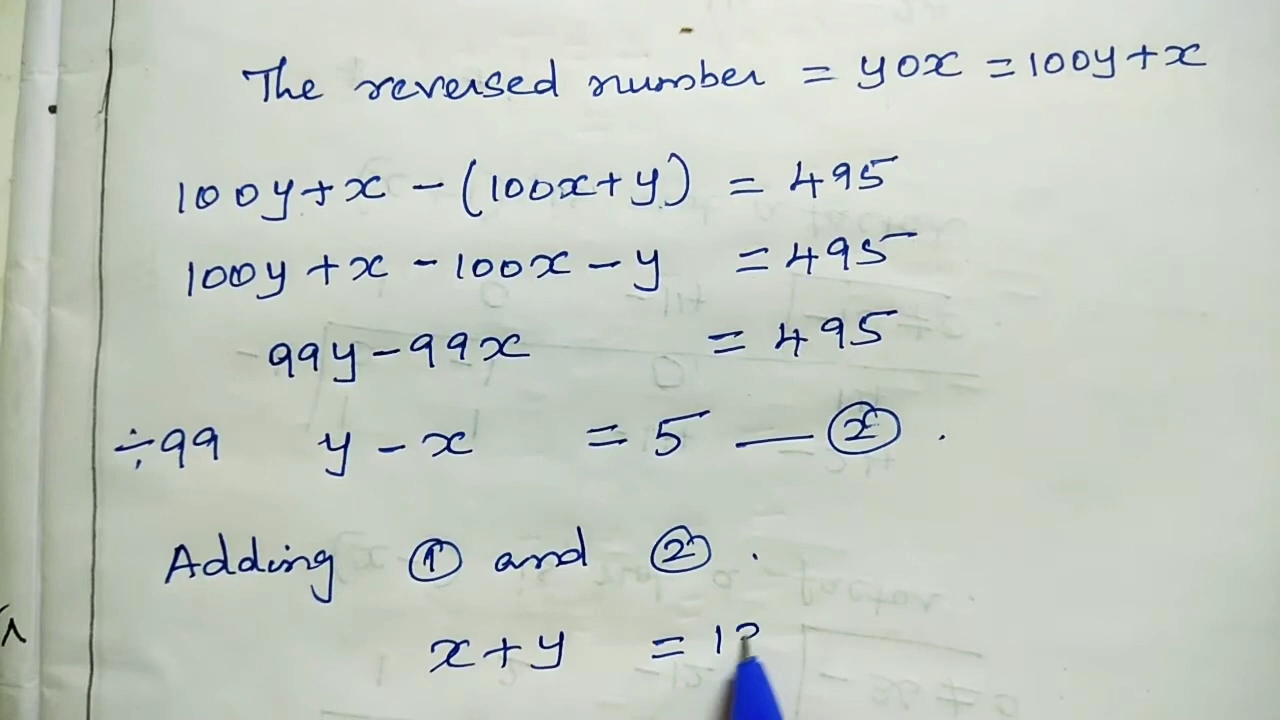 The reversed number = y0x = 100y + x
100y + x - (100x + y) = 495
100y + x - 100x - y = 495
99y - 99x = 495
÷99 y - x = 5 — ②.
Adding ① and ②.
x + y = 13